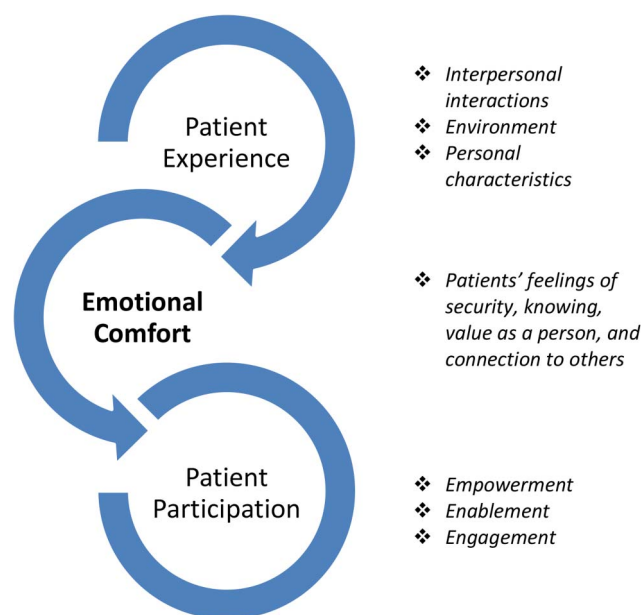 Patient
Experience
❖ Interpersonal
interactions
❖ Environment
❖ Personal
characteristics
Emotional
Comfort
❖ Patients’ feelings of
security, knowing,
value as a person, and
connection to others
Patient
Participation
❖ Empowerment
❖ Enablement
❖ Engagement